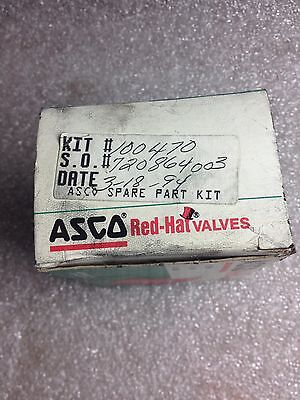 KIT # 100470
S.O.# 720864003
DATE 3-18 94
ASCO SPARE PART KIT
ASCO® Red-Hat VALVES